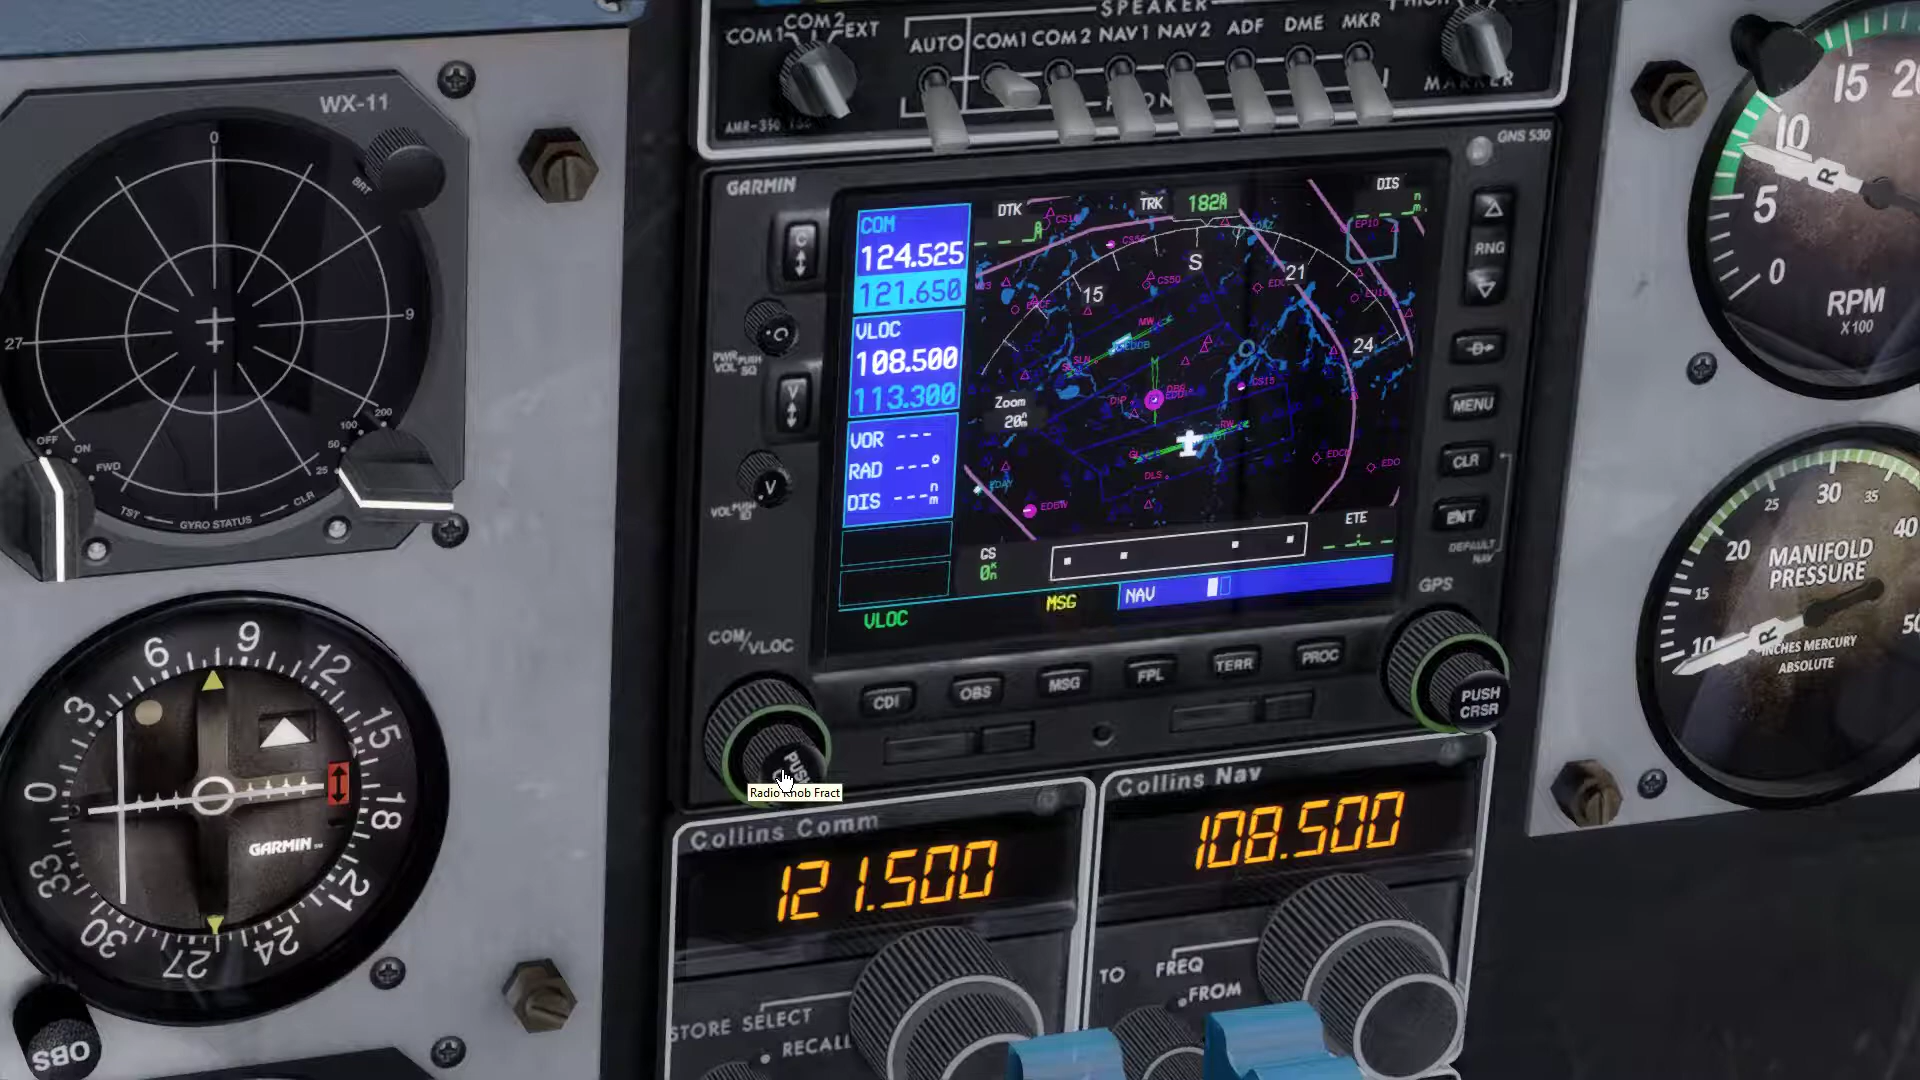 SPEAKER
COM1 COM2 EXT
AUTO COM1 COM2 NAV1 NAV2 ADF DME MKR
MARKER
WX-11
BRT
0
9
27
OFF
ON
FWD
TST
GYRO STATUS
CLR
25
50
100
200
GARMIN
GNS 530
C
PWR
VOL
PUSH
SQ
V
COM
124.525
121.650
VLOC
108.500
113.300
VOR ---
RAD ---°
DIS --- nm
DTK
TRK 182
DIS
S
15
21
24
Zoom
20
GS
0
ETE
VLOC
MSG
NAV
RNG
MENU
CLR
ENT
DEFAULT
NAV
GPS
PUSH
CRSR
COM/VLOC
CDI
OBS
MSG
FPL
TERR
PROC
PUSH
Radio Knob Fract
Collins Comm
121.500
Collins Nav
108.500
STORE SELECT
RECALL
TO
FREQ
FROM
0 3 6 9 12 15 18 21 24 27 30 33
GARMIN
OBS
0
5
10
15
20
R
RPM
X 100
10
15
20
25
30
35
40
50
MANIFOLD
PRESSURE
R
INCHES MERCURY
ABSOLUTE